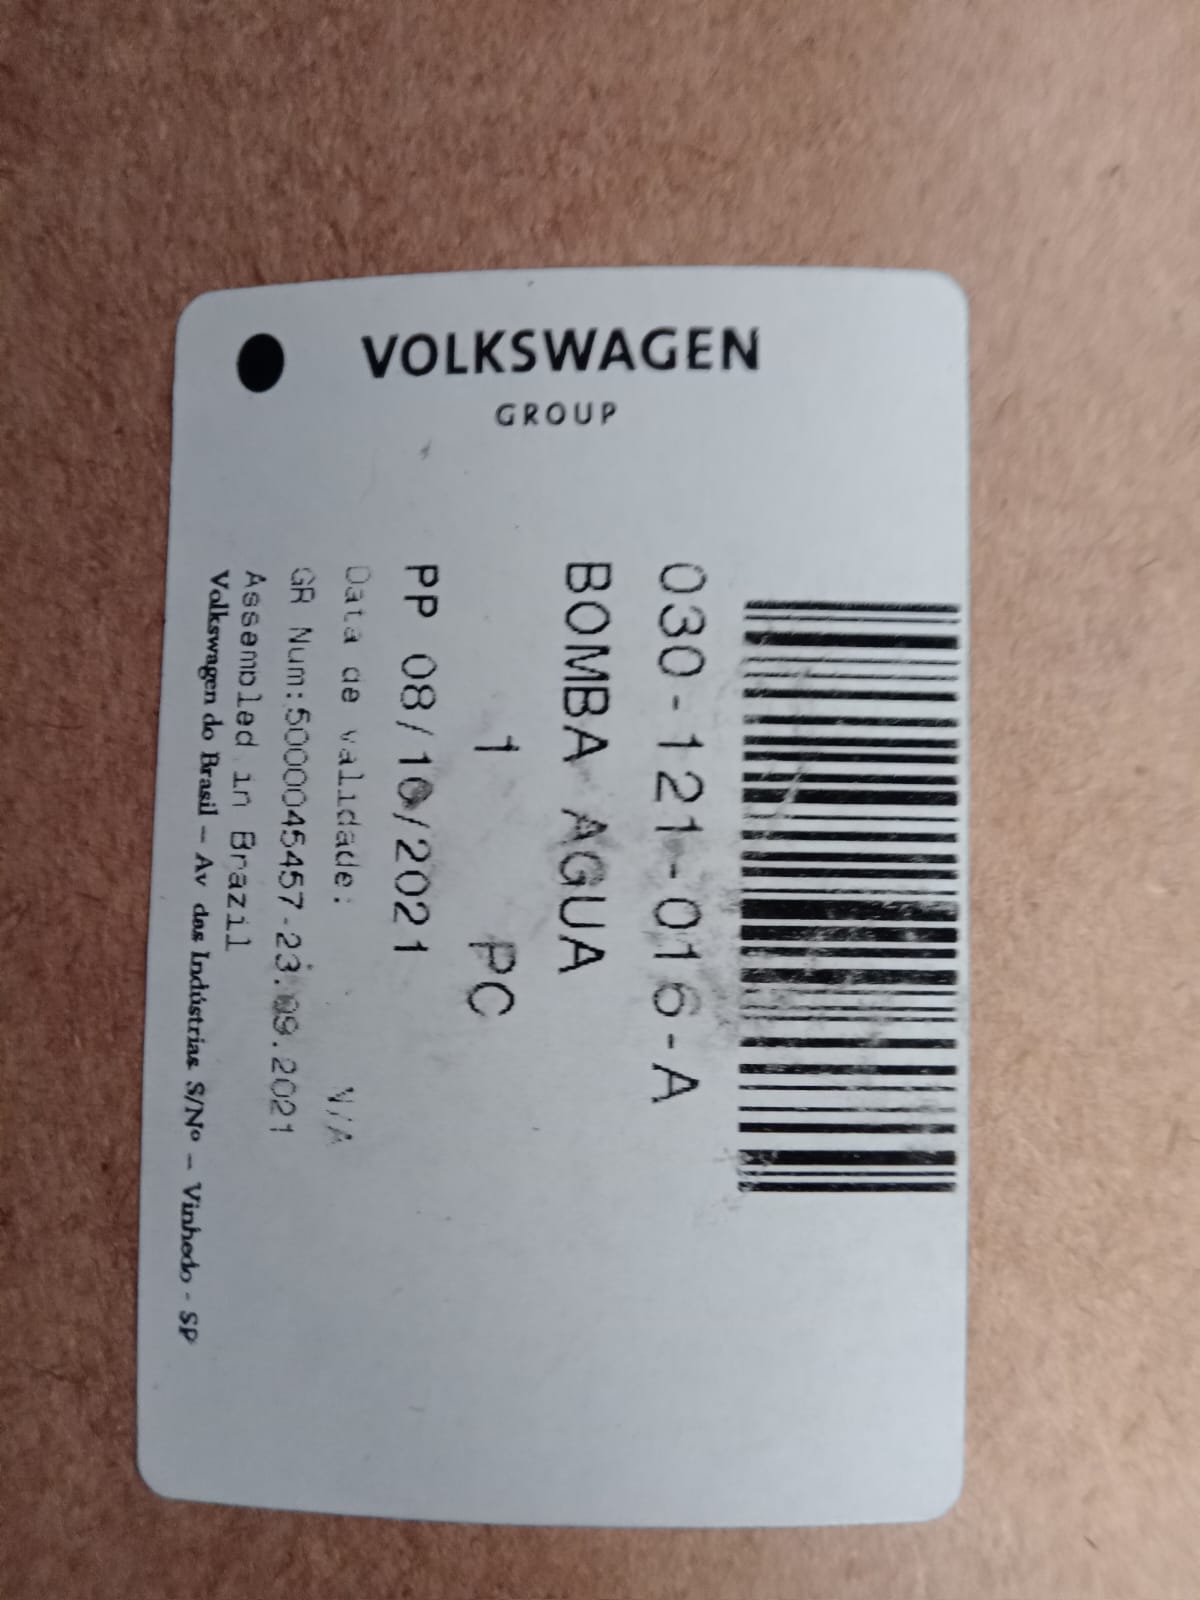 VOLKSWAGEN
GROUP
030-121-016-A
BOMBA AGUA
1 PC
PP 08/10/2021
Data de validade: N/A
GR Num:5000045457-23.09.2021
Assembled in Brazil
Volkswagen do Brasil – Av das Indústrias S/Nº – Vinhedo - SP